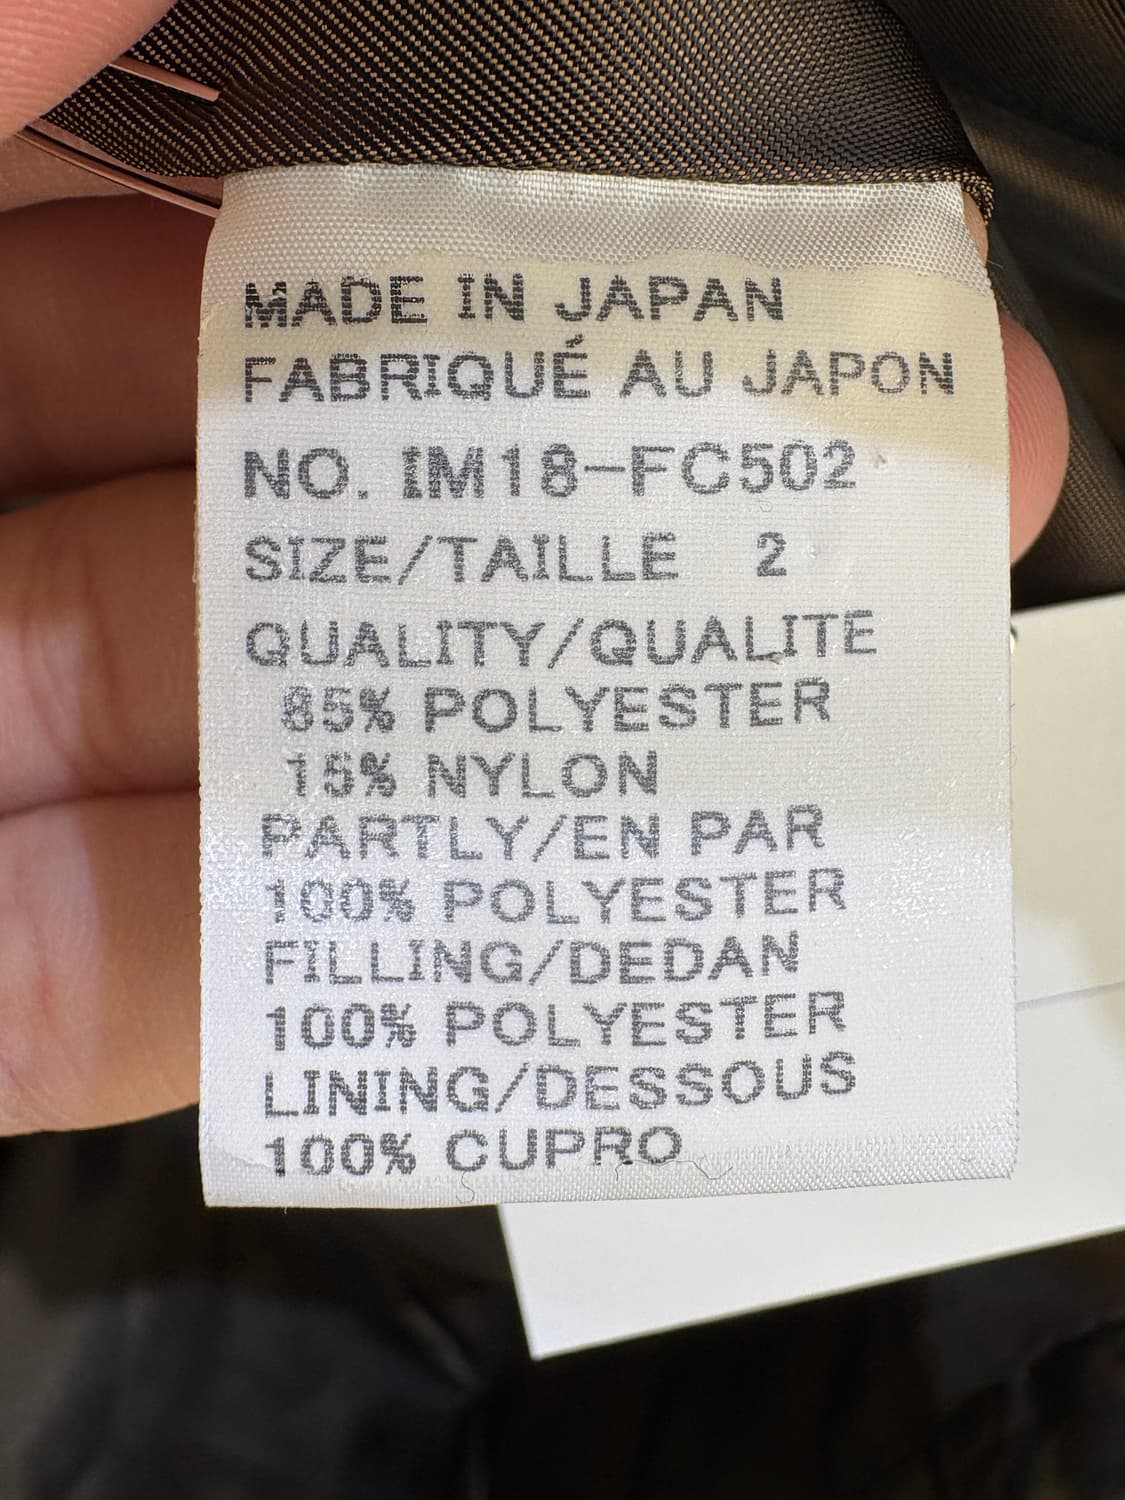 MADE IN JAPAN
FABRIQUÉ AU JAPON
NO. IM18-FC502
SIZE/TAILLE 2
QUALITY/QUALITE
85% POLYESTER
15% NYLON
PARTLY/EN PAR
100% POLYESTER
FILLING/DEDAN
100% POLYESTER
LINING/DESSOUS
100% CUPRO